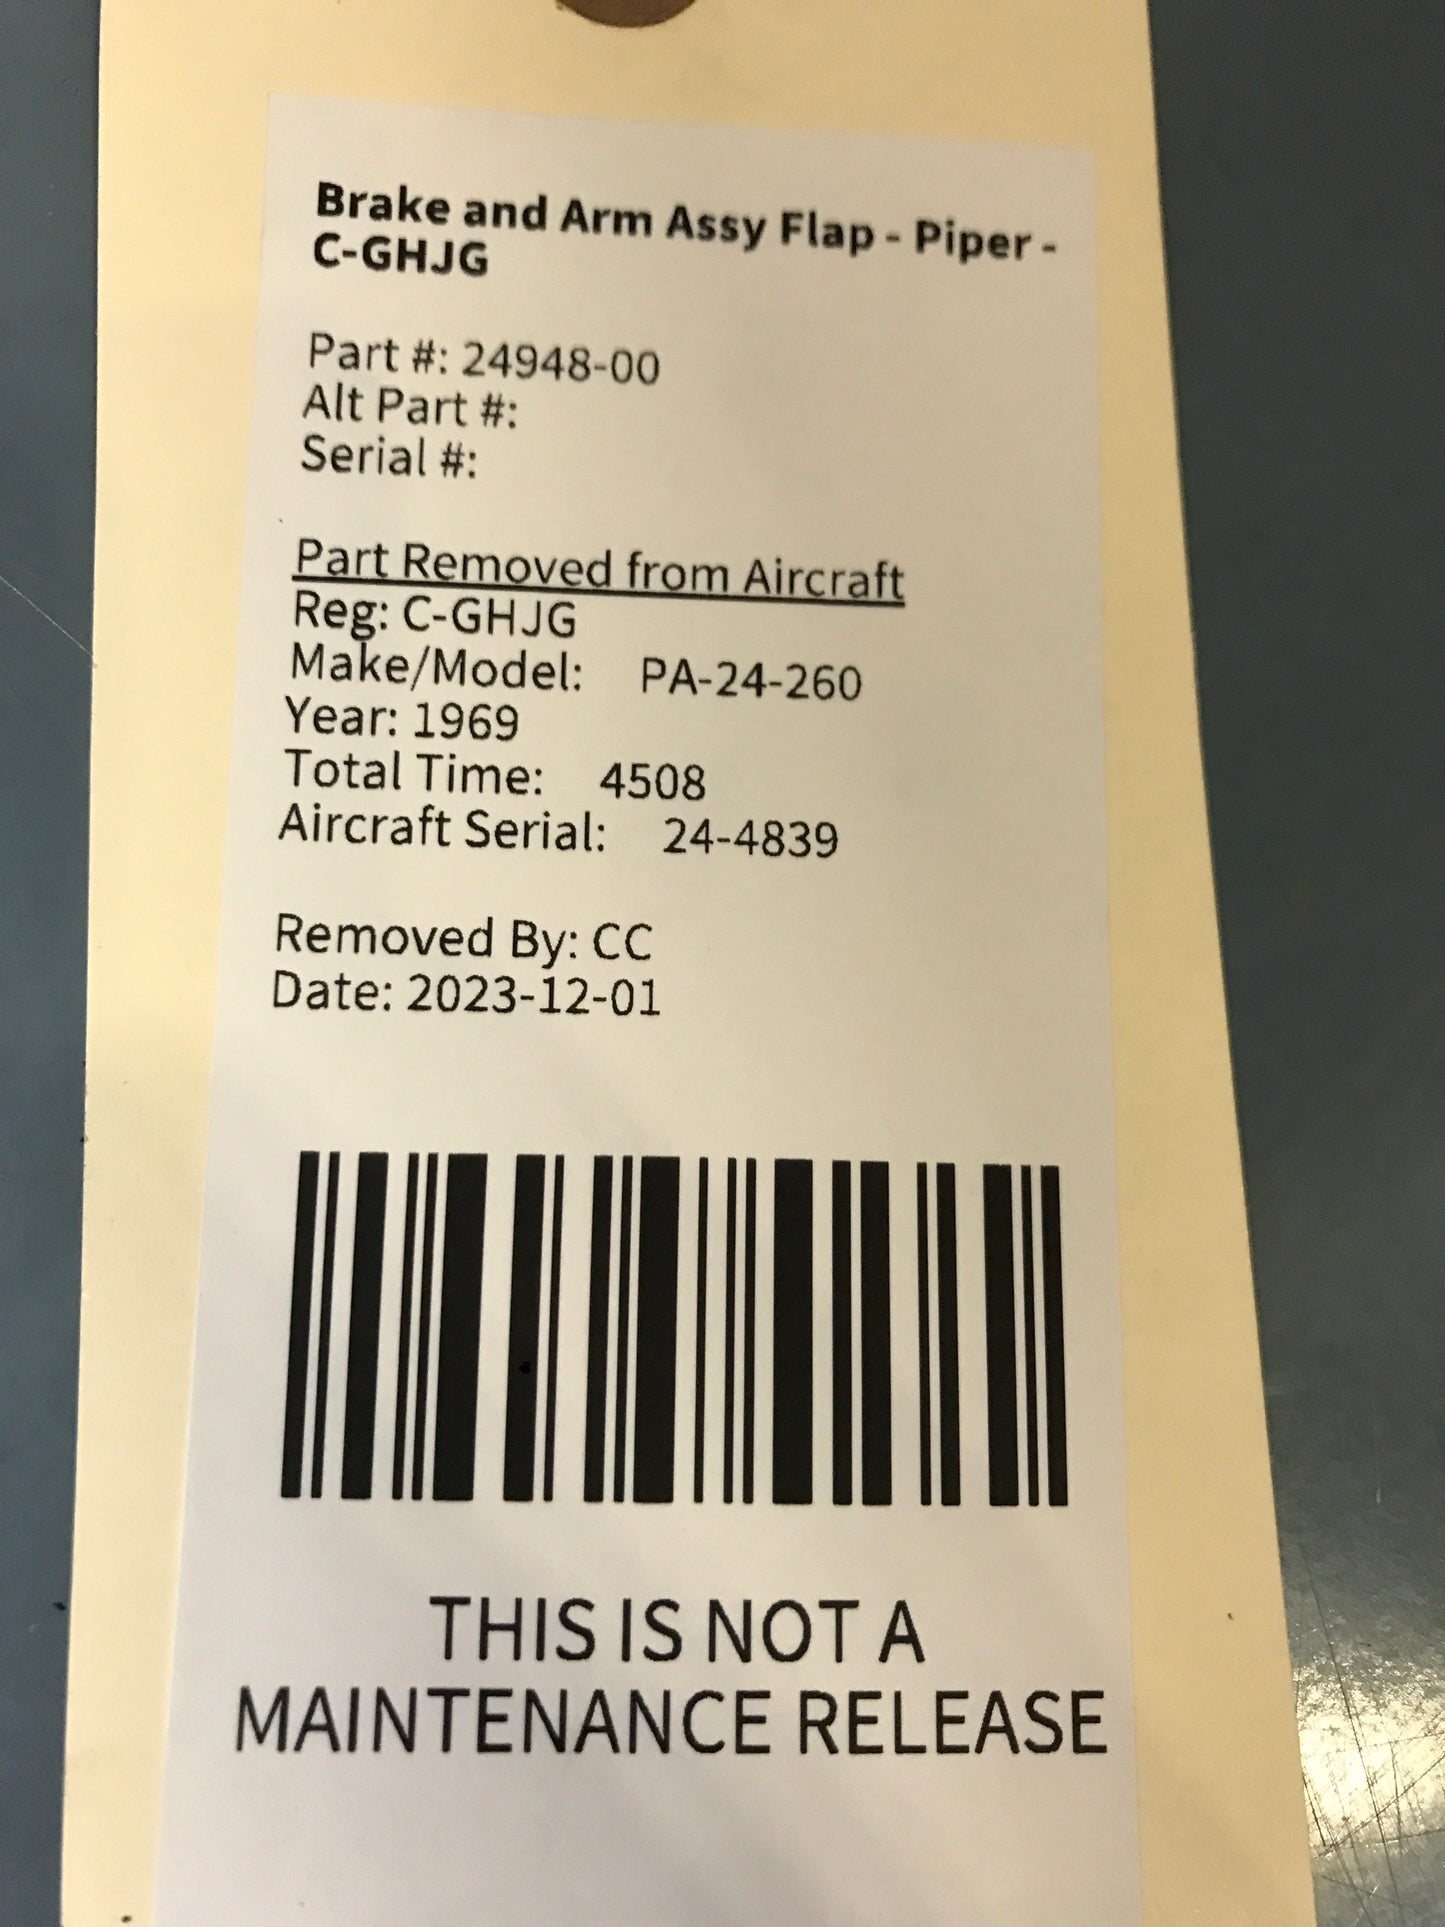 Brake and Arm Assy Flap - Piper -
C-GHJG
Part #: 24948-00
Alt Part #:
Serial #:
Part Removed from Aircraft
Reg: C-GHJG
Make/Model: PA-24-260
Year: 1969
Total Time: 4508
Aircraft Serial: 24-4839
Removed By: CC
Date: 2023-12-01
THIS IS NOT A
MAINTENANCE RELEASE